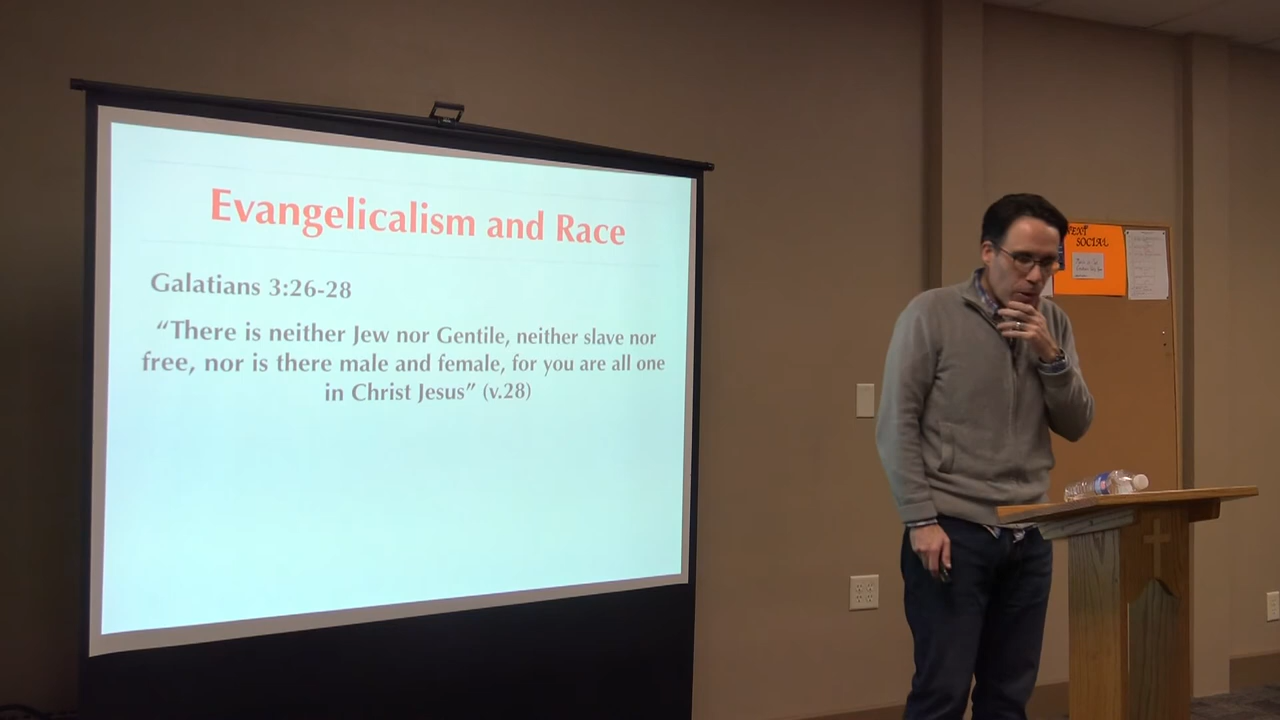 Evangelicalism and Race
Galatians 3:26-28
“There is neither Jew nor Gentile, neither slave nor
free, nor is there male and female, for you are all one
in Christ Jesus” (v.28)
NEXT
SOCIAL